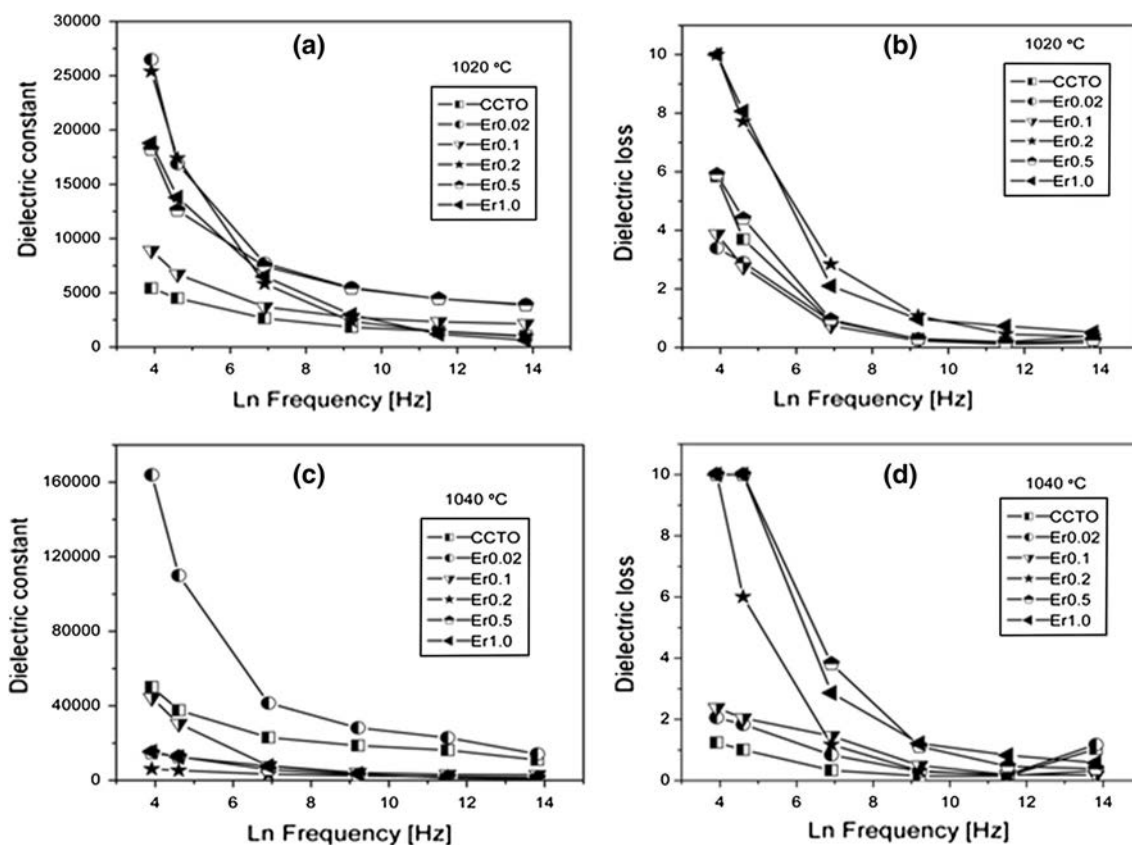 (a)
1020 °C
CCTO
Er0.02
Er0.1
Er0.2
Er0.5
Er1.0
Dielectric constant
30000
25000
20000
15000
10000
5000
0
4 6 8 10 12 14
Ln Frequency [Hz]
(b)
1020 °C
CCTO
Er0.02
Er0.1
Er0.2
Er0.5
Er1.0
Dielectric loss
10
8
6
4
2
0
4 6 8 10 12 14
Ln Frequency [Hz]
(c)
1040 °C
CCTO
Er0.02
Er0.1
Er0.2
Er0.5
Er1.0
Dielectric constant
160000
120000
80000
40000
0
4 6 8 10 12 14
Ln Frequency [Hz]
(d)
1040 °C
CCTO
Er0.02
Er0.1
Er0.2
Er0.5
Er1.0
Dielectric loss
10
8
6
4
2
0
4 6 8 10 12 14
Ln Frequency [Hz]